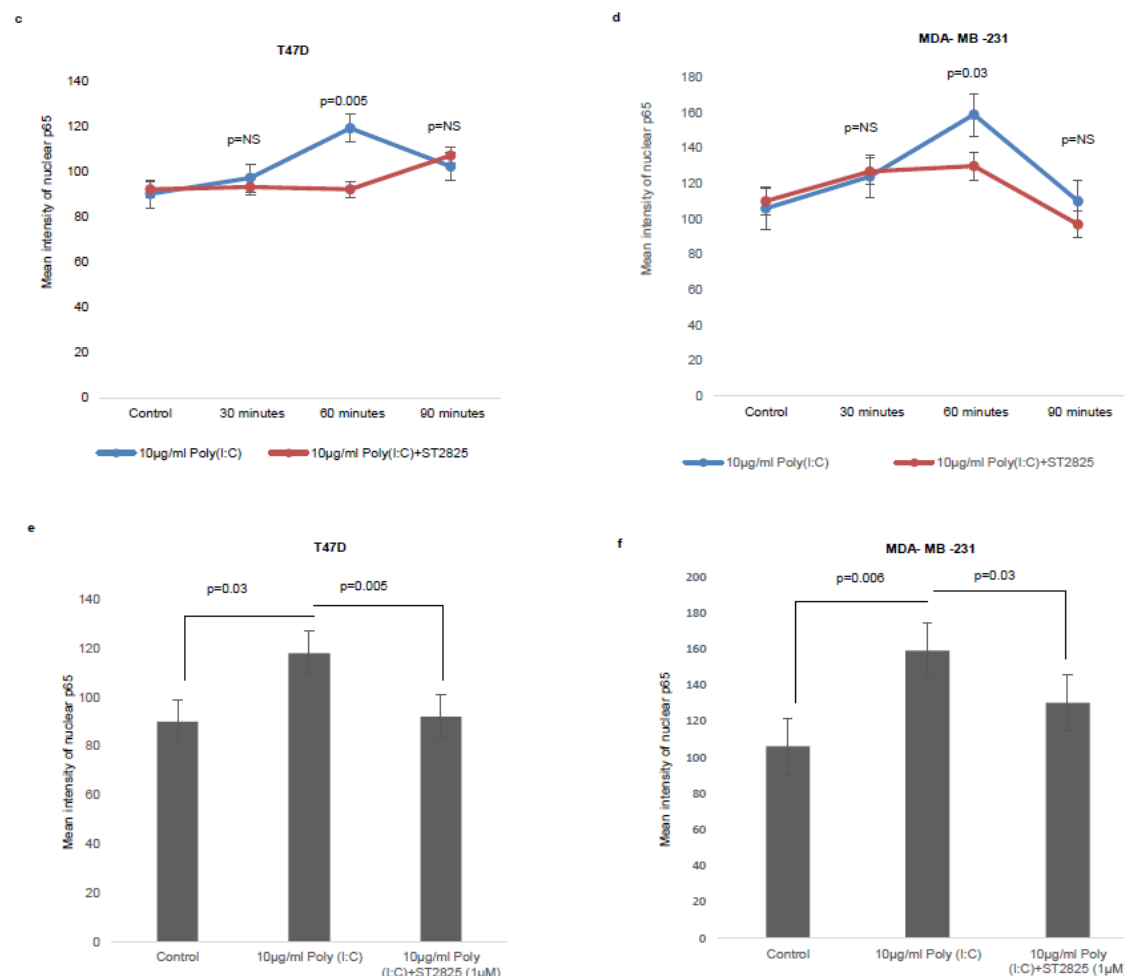 c
T47D
140
120
100
80
60
40
20
0
Mean intensity of nuclear p65
p=NS
p=0.005
p=NS
Control
30 minutes
60 minutes
90 minutes
10µg/ml Poly(I:C)
10µg/ml Poly(I:C)+ST2825
d
MDA- MB -231
180
160
140
120
100
80
60
40
20
0
Mean intensity of nuclear p65
p=NS
p=0.03
p=NS
Control
30 minutes
60 minutes
90 minutes
10µg/ml Poly(I:C)
10µg/ml Poly(I:C)+ST2825
e
T47D
p=0.03
p=0.005
140
120
100
80
60
40
20
0
Mean intensity of nuclear p65
Control
10µg/ml Poly (I:C)
10µg/ml Poly
(I:C)+ST2825 (1µM)
f
MDA- MB -231
p=0.006
p=0.03
200
180
160
140
120
100
80
60
40
20
0
Mean intensity of nuclear p65
Control
10µg/ml Poly (I:C)
10µg/ml Poly
(I:C)+ST2825 (1µM)